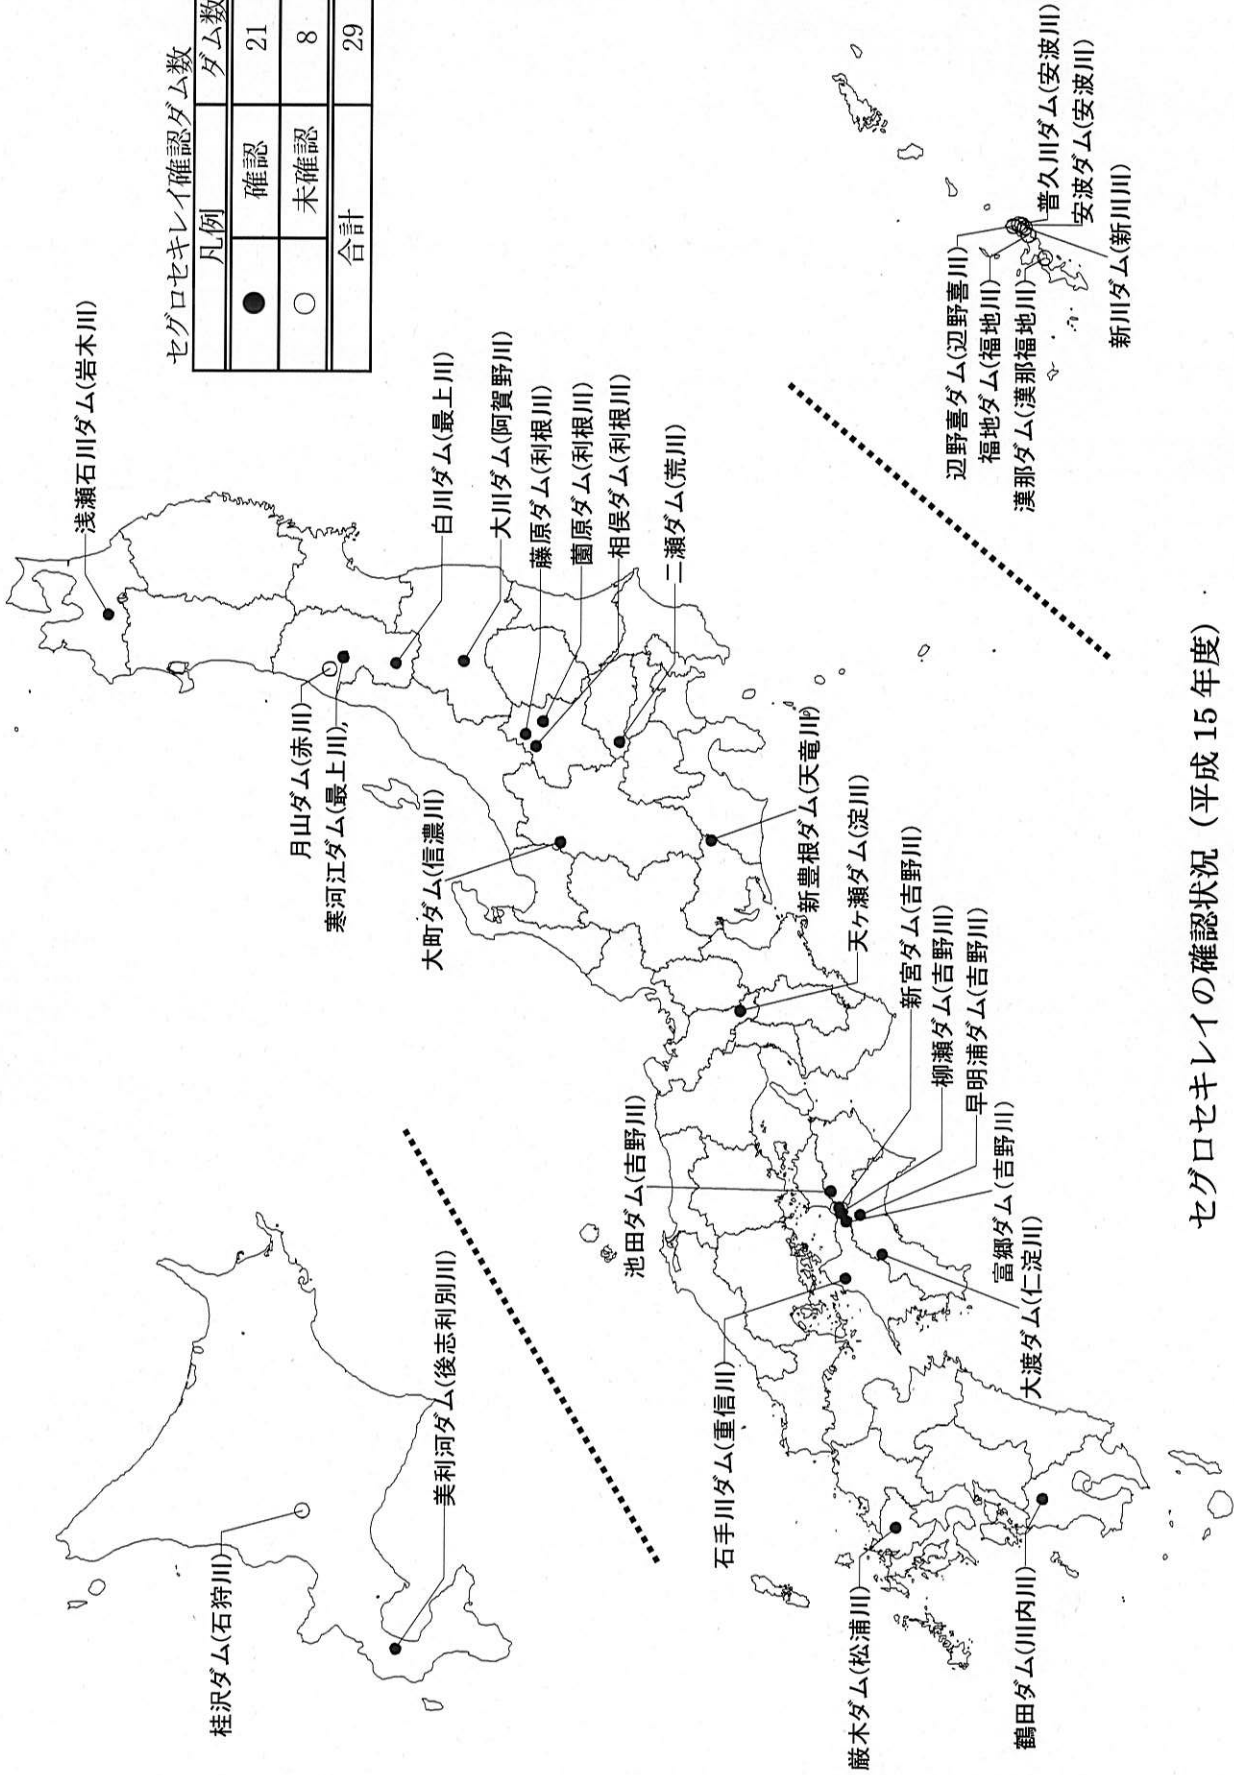 セグロセキレイ確認ダム数
凡例 ダム数
● 確認 21
○ 未確認 8
合計 29
桂沢ダム(石狩川)
美利河ダム(後志利別川)
浅瀬石川ダム(岩木川)
月山ダム(赤川)
寒河江ダム(最上川)
白川ダム(最上川)
大川ダム(阿賀野川)
藤原ダム(利根川)
薗原ダム(利根川)
相俣ダム(利根川)
二瀬ダム(荒川)
大町ダム(信濃川)
新豊根ダム(天竜川)
天ヶ瀬ダム(淀川)
新宮ダム(吉野川)
柳瀬ダム(吉野川)
早明浦ダム(吉野川)
富郷ダム(吉野川)
池田ダム(吉野川)
大渡ダム(仁淀川)
石手川ダム(重信川)
厳木ダム(松浦川)
鶴田ダム(川内川)
辺野喜ダム(辺野喜川)
福地ダム(福地川)
漢那ダム(漢那福地川)
普久川ダム(安波川)
安波ダム(安波川)
新川ダム(新川川)
セグロセキレイの確認状況（平成15年度）